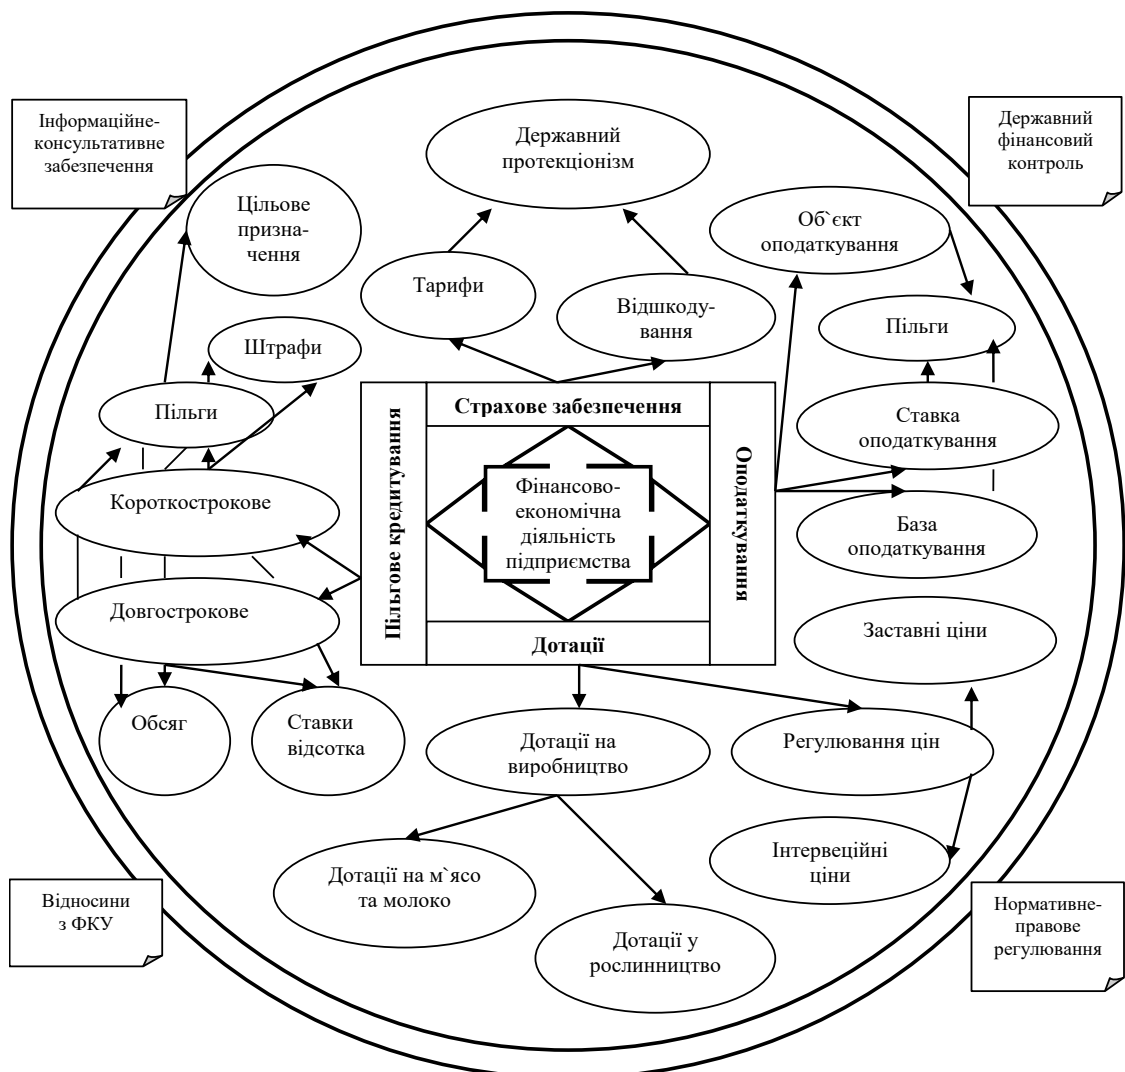 Інформаційне-
консультативне
забезпечення
Державний
фінансовий
контроль
Державний
протекціонізм
Цільове
призна-
чення
Об`єкт
оподаткування
Тарифи
Відшкоду-
вання
Пільги
Штрафи
Пільги
Ставка
оподаткування
Страхове забезпечення
Пільгове кредитування
Оподаткування
Фінансово-
економічна
діяльність
підприємства
Короткострокове
База
оподаткування
Довгострокове
Заставні ціни
Дотації
Обсяг
Ставки
відсотка
Дотації на
виробництво
Регулювання цін
Дотації на м`ясо
та молоко
Інтервеційні
ціни
Дотації у
рослинництво
Відносини
з ФКУ
Нормативне-
правове
регулювання